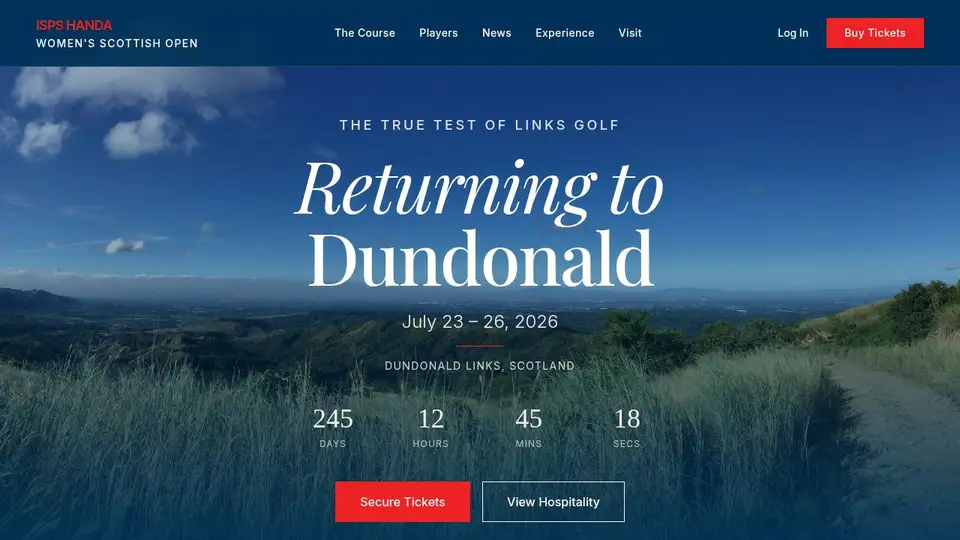 ISPS HANDA
WOMEN'S SCOTTISH OPEN
The Course
Players
News
Experience
Visit
Log In
Buy Tickets
THE TRUE TEST OF LINKS GOLF
Returning to
Dundonald
July 23 – 26, 2026
DUNDONALD LINKS, SCOTLAND
245
DAYS
12
HOURS
45
MINS
18
SECS
Secure Tickets
View Hospitality